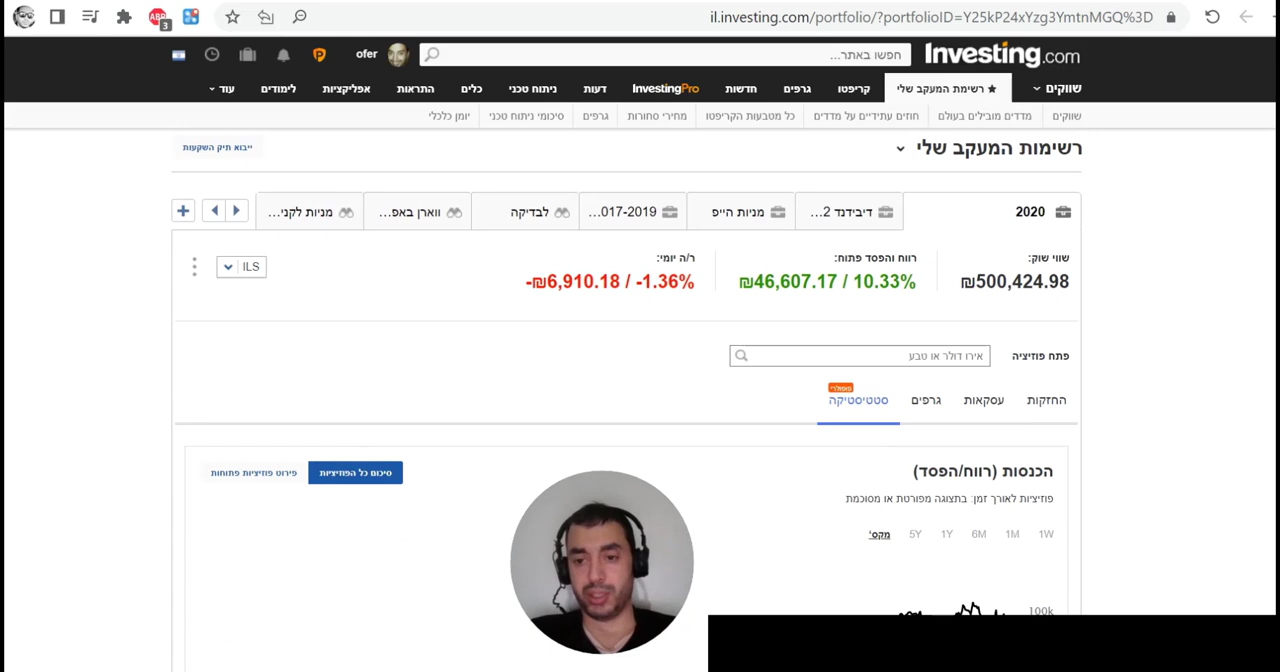 il.investing.com/portfolio/?portfolioID=Y25kP24xYzg3YmtnMGQ%3D
ABP 3
Investing.com
חפשו באתר...
ofer
שווקים
רשימת המעקב שלי
קריפטו
גרפים
חדשות
InvestingPro
דעות
ניתוח טכני
כלים
התראות
אפליקציות
לימודים
עוד
שווקים
מדדים מובילים בעולם
חוזים עתידיים על מדדים
כל מטבעות הקריפטו
מחירי סחורות
גרפים
סיכומי ניתוח טכני
יומן כלכלי
רשימות המעקב שלי
ייבוא תיק השקעות
2020
דיבידנד 2...
מניות הייפ
017-2019...
לבדיקה
ווארן באפ...
מניות לקני...
שווי שוק:
₪500,424.98
רווח והפסד פתוח:
₪46,607.17 / 10.33%
ר/ה יומי:
-₪6,910.18 / -1.36%
ILS
פתח פוזיציה
אירו דולר או טבע
החזקות
עסקאות
גרפים
סטטיסטיקה
פופולרי
הכנסות (רווח/הפסד)
סיכום כל הפוזיציות
פירוט פוזיציות פתוחות
פוזיציות לאורך זמן: בתצוגה מפורטת או מסוכמת
1W
1M
6M
1Y
5Y
מקס'
100k